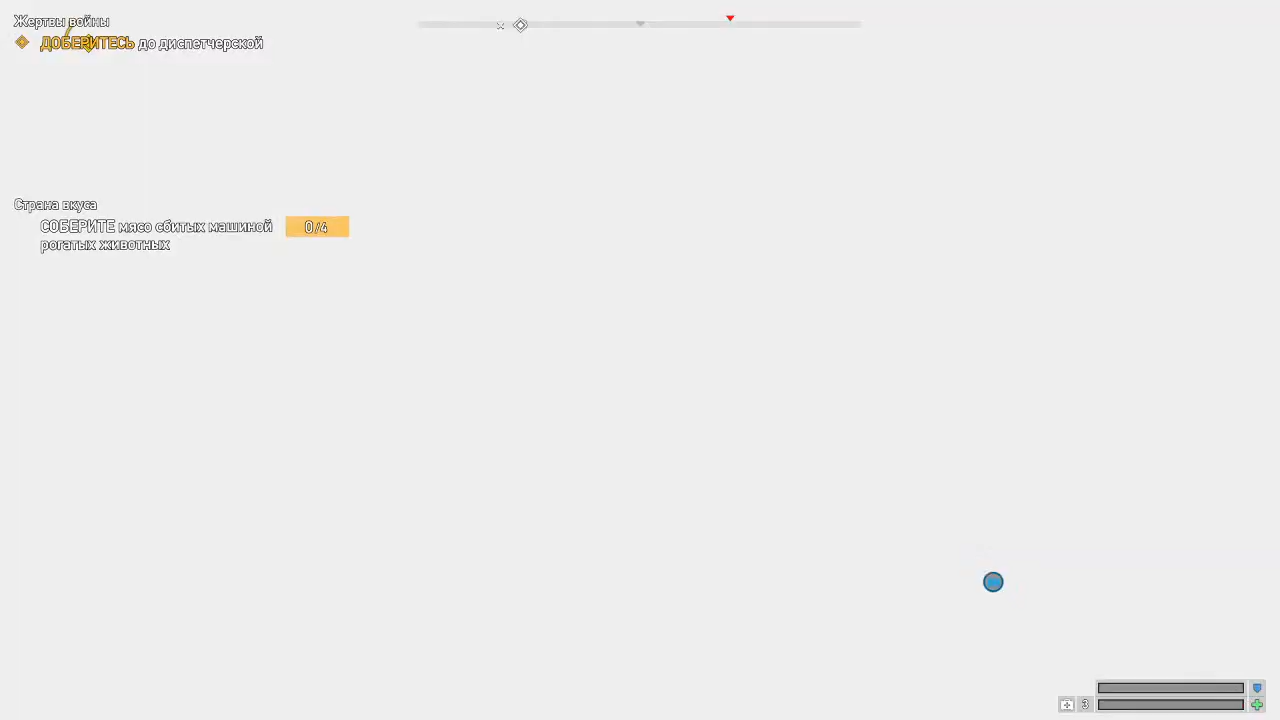 Жертвы войны
ДОБЕРИТЕСЬ до диспетчерской
Страна вкуса
СОБЕРИТЕ мясо сбитых машиной
рогатых животных
0/4
3